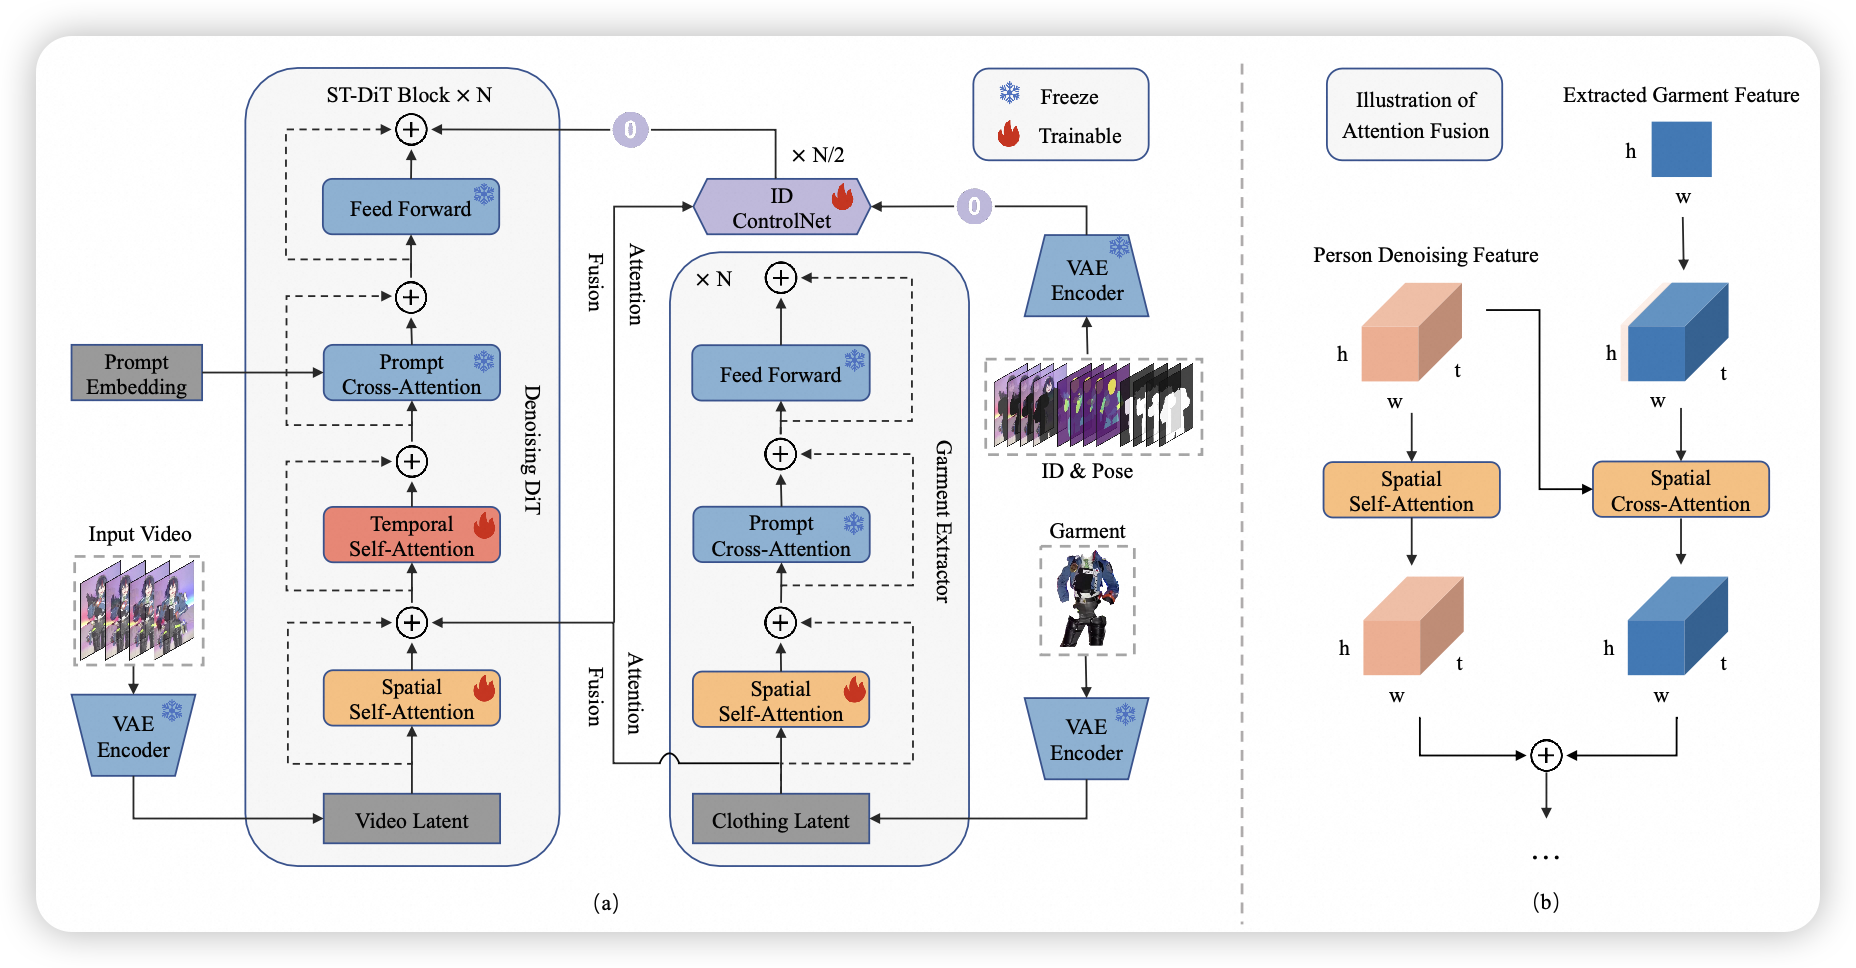 ST-DiT Block × N
Feed Forward
Prompt
Cross-Attention
Temporal
Self-Attention
Spatial
Self-Attention
Video Latent
Denoising DiT
Prompt
Embedding
Input Video
VAE
Encoder
0
× N/2
ID
ControlNet
0
Attention
Fusion
Attention
Fusion
× N
Feed Forward
Prompt
Cross-Attention
Spatial
Self-Attention
Clothing Latent
Garment Extractor
Freeze
Trainable
VAE
Encoder
ID & Pose
Garment
VAE
Encoder
(a)
Illustration of
Attention Fusion
Extracted Garment Feature
h
w
Person Denoising Feature
h
w
t
h
w
t
Spatial
Self-Attention
Spatial
Cross-Attention
h
w
t
h
w
t
...
(b)